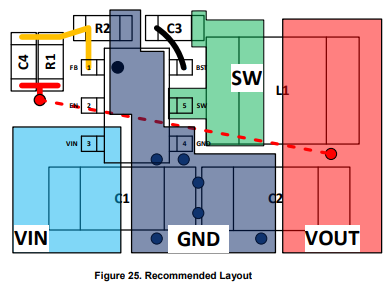 R2
C3
C4
R1
FB
1
BST
SW
L1
EN
2
5
SW
VIN
3
4
GND
C1
C2
VIN
GND
VOUT
Figure 25. Recommended Layout